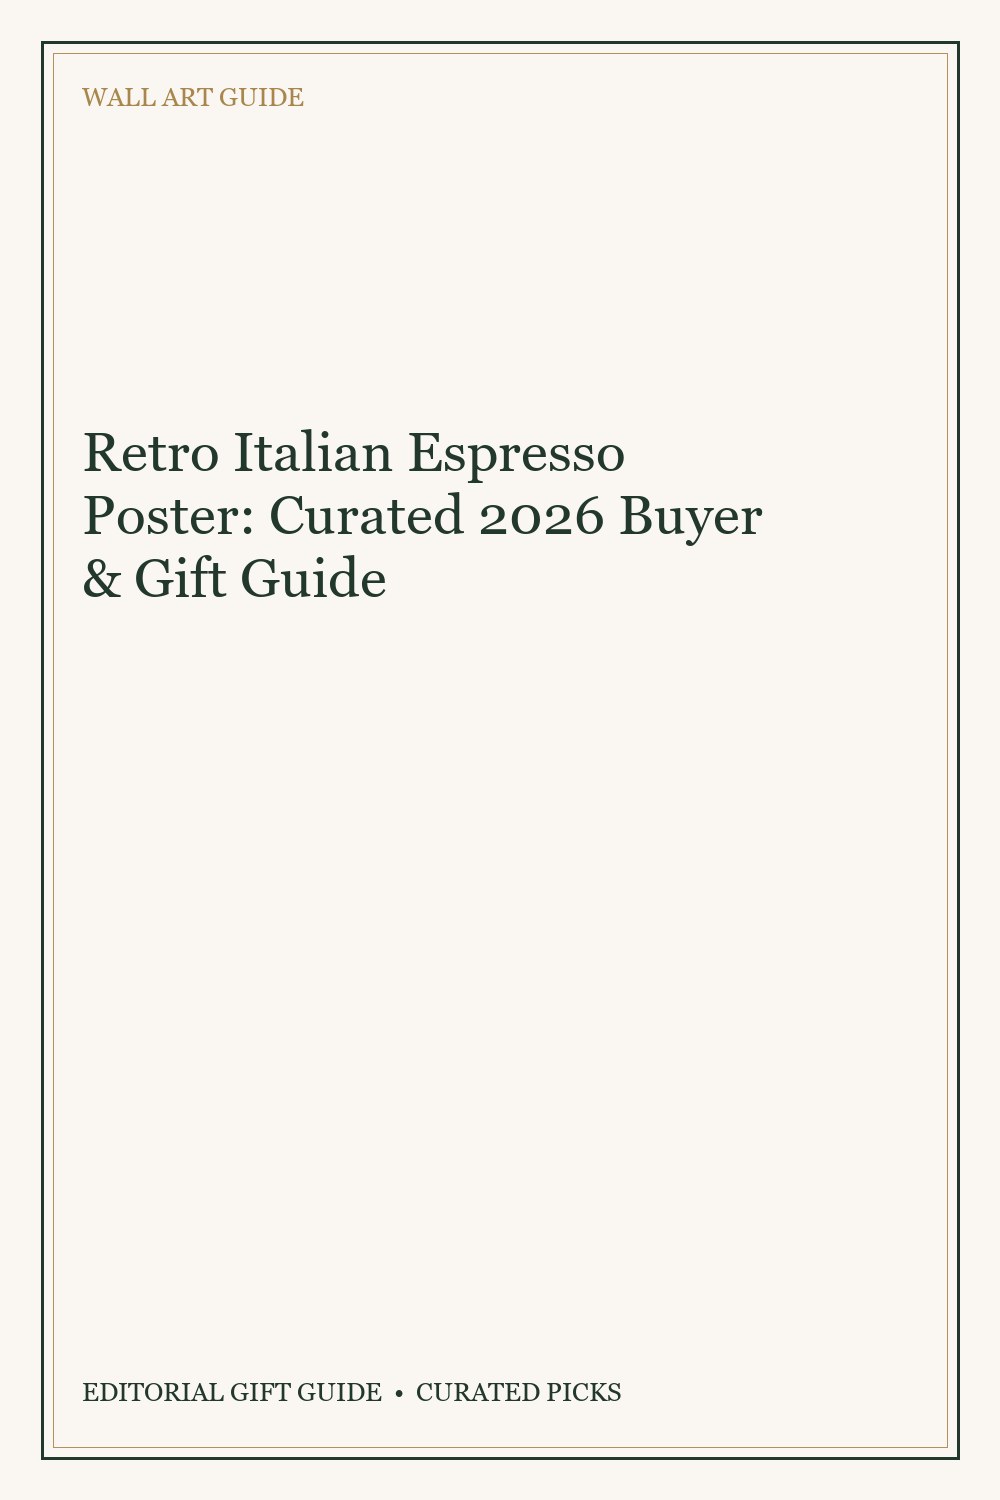 WALL ART GUIDE
Retro Italian Espresso
Poster: Curated 2026 Buyer
& Gift Guide
EDITORIAL GIFT GUIDE • CURATED PICKS